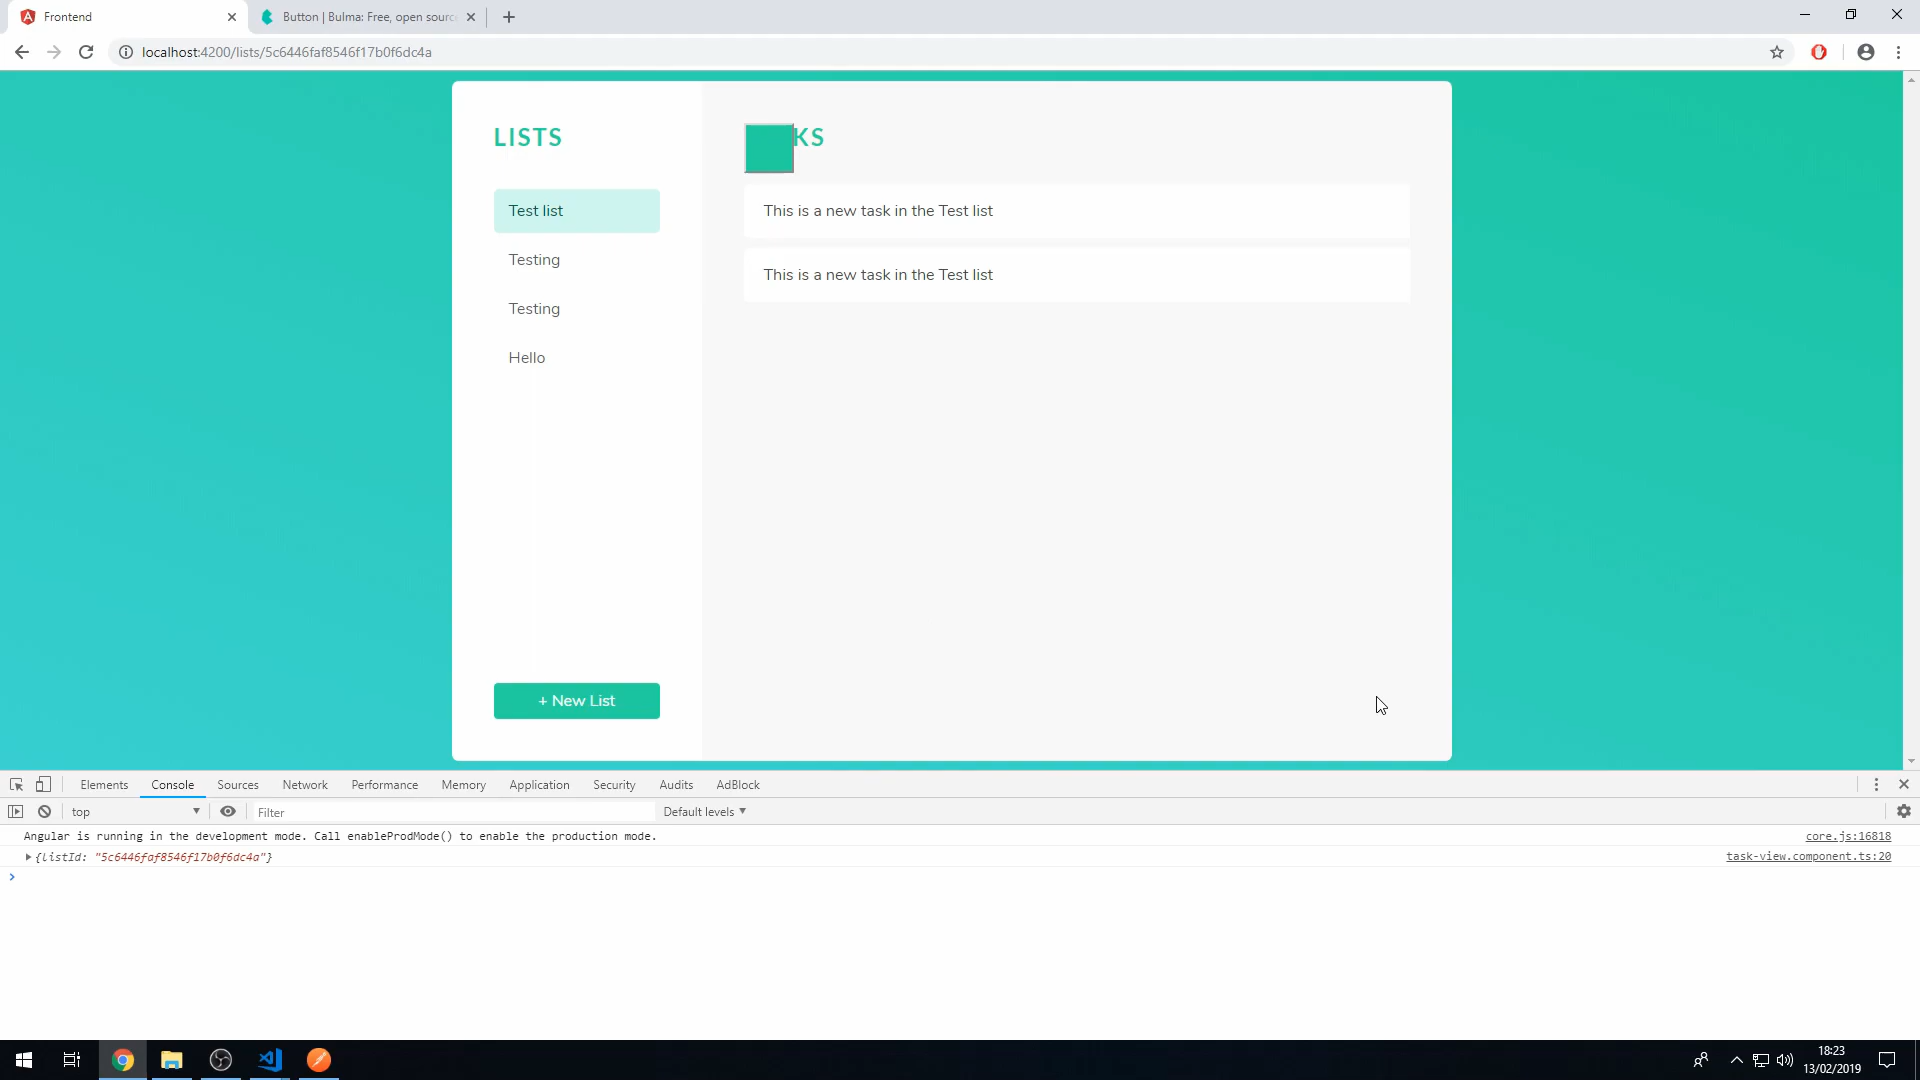 Frontend
Button | Bulma: Free, open sourc
localhost:4200/lists/5c6446faf8546f17b0f6dc4a
LISTS
KS
Test list
Testing
Testing
Hello
+ New List
This is a new task in the Test list
This is a new task in the Test list
Elements Console Sources Network Performance Memory Application Security Audits AdBlock
top Filter Default levels
Angular is running in the development mode. Call enableProdMode() to enable the production mode. core.js:16818
{listId: "5c6446faf8546f17b0f6dc4a"} task-view.component.ts:20
18:23
13/02/2019